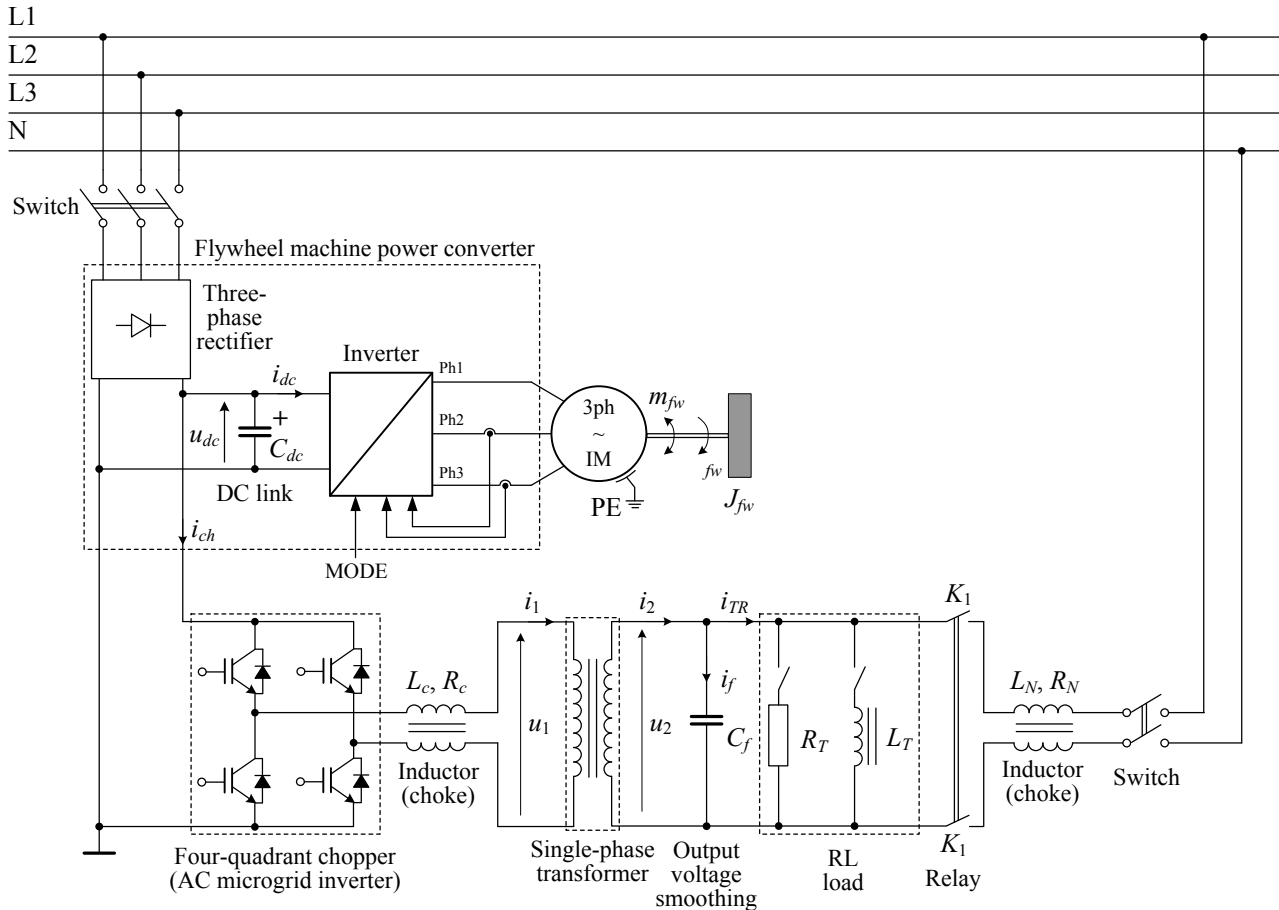 L1
L2
L3
N
Switch
Flywheel machine power converter
Three-
phase
rectifier
Inverter
i_dc
u_dc
+
C_dc
DC link
Ph1
Ph2
Ph3
3ph
~
IM
PE
m_fw
fw
J_fw
i_ch
MODE
i_1
i_2
i_TR
K_1
L_c, R_c
u_1
u_2
i_f
C_f
R_T
L_T
L_N, R_N
Inductor
(choke)
Inductor
(choke)
Switch
Four-quadrant chopper
(AC microgrid inverter)
Single-phase
transformer
Output
voltage
smoothing
RL
load
K_1
Relay